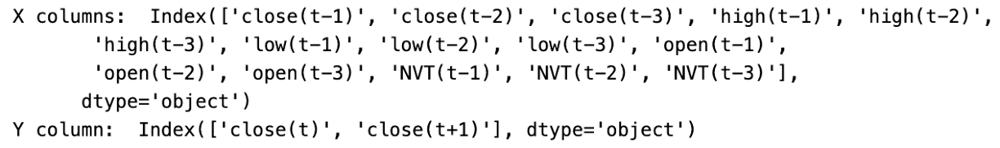 X columns:  Index(['close(t-1)', 'close(t-2)', 'close(t-3)', 'high(t-1)', 'high(t-2)',
       'high(t-3)', 'low(t-1)', 'low(t-2)', 'low(t-3)', 'open(t-1)',
       'open(t-2)', 'open(t-3)', 'NVT(t-1)', 'NVT(t-2)', 'NVT(t-3)'],
      dtype='object')
Y column:  Index(['close(t)', 'close(t+1)'], dtype='object')